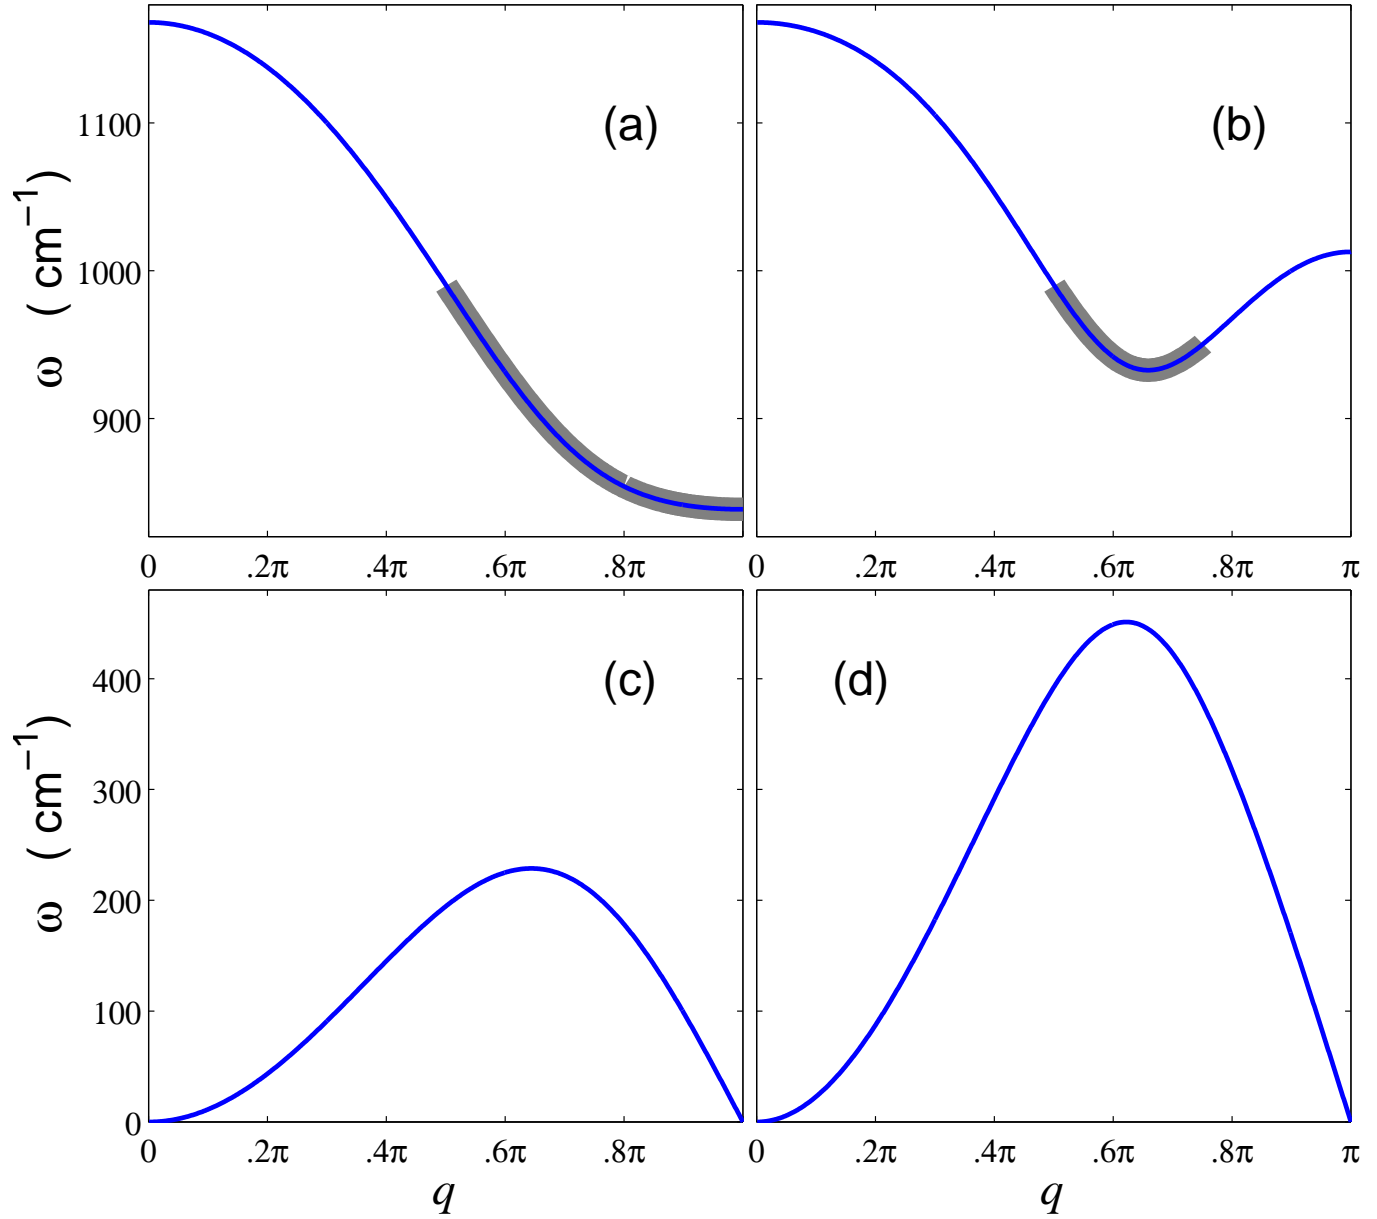 (a)
(b)
1100
1000
900
ω ( cm⁻¹)
0 .2π .4π .6π .8π
0 .2π .4π .6π .8π π
(c)
(d)
400
300
200
100
0
ω ( cm⁻¹)
0 .2π .4π .6π .8π
0 .2π .4π .6π .8π π
q
q